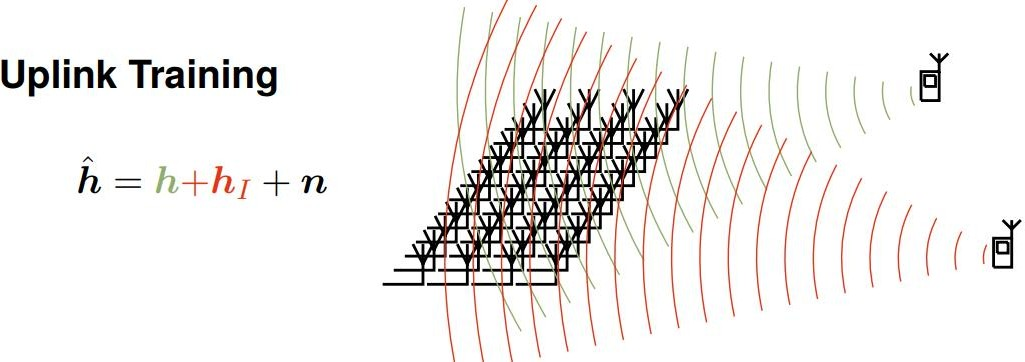 Uplink Training
ĥ = h+h_I + n